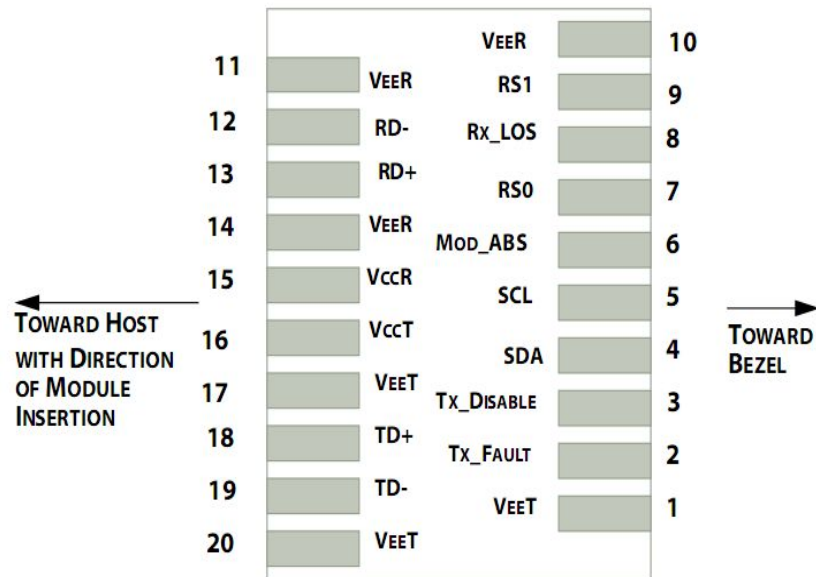 VEER 10
11 VEER
RS1 9
12 RD-
Rx_LOS 8
13 RD+
RS0 7
14 VEER
MOD_ABS 6
15 VCCR
SCL 5
TOWARD HOST
WITH DIRECTION
OF MODULE
INSERTION
TOWARD
BEZEL
16 VCCT
SDA 4
17 VEET
TX_DISABLE 3
18 TD+
TX_FAULT 2
19 TD-
VEET 1
20 VEET